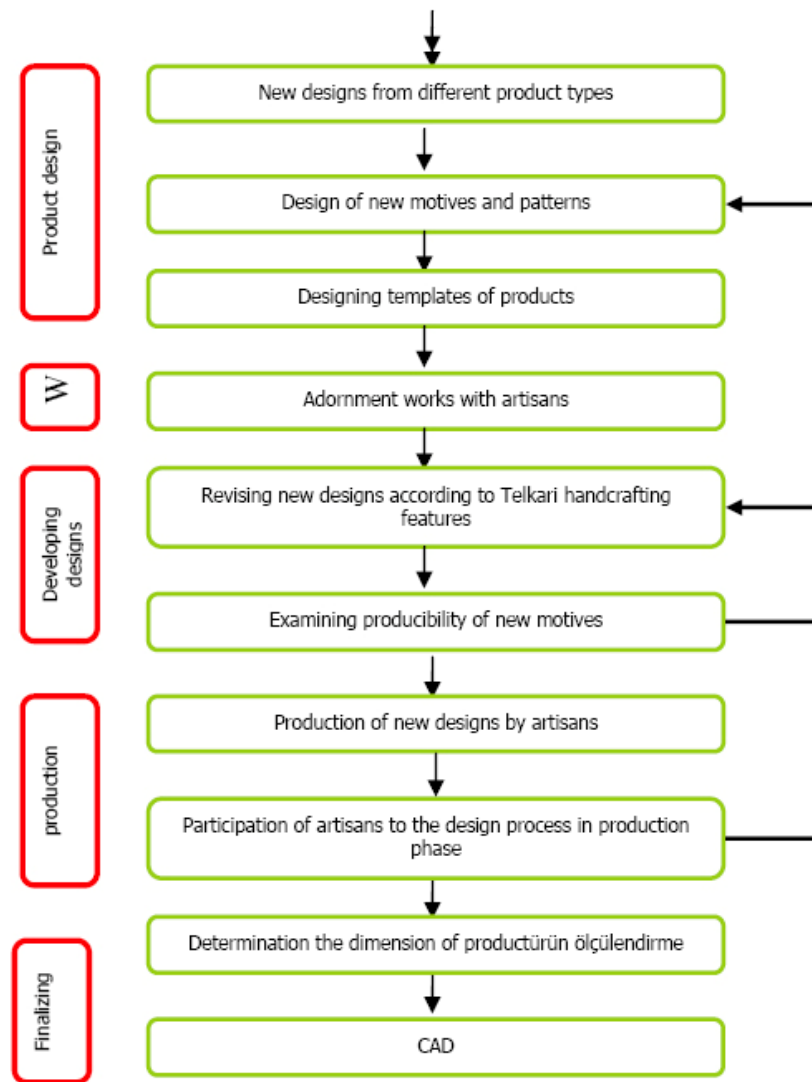 Product design
New designs from different product types
Design of new motives and patterns
Designing templates of products
W
Adornment works with artisans
Developing
designs
Revising new designs according to Telkari handcrafting
features
Examining producibility of new motives
production
Production of new designs by artisans
Participation of artisans to the design process in production
phase
Finalizing
Determination the dimension of productürün ölçülendirme
CAD